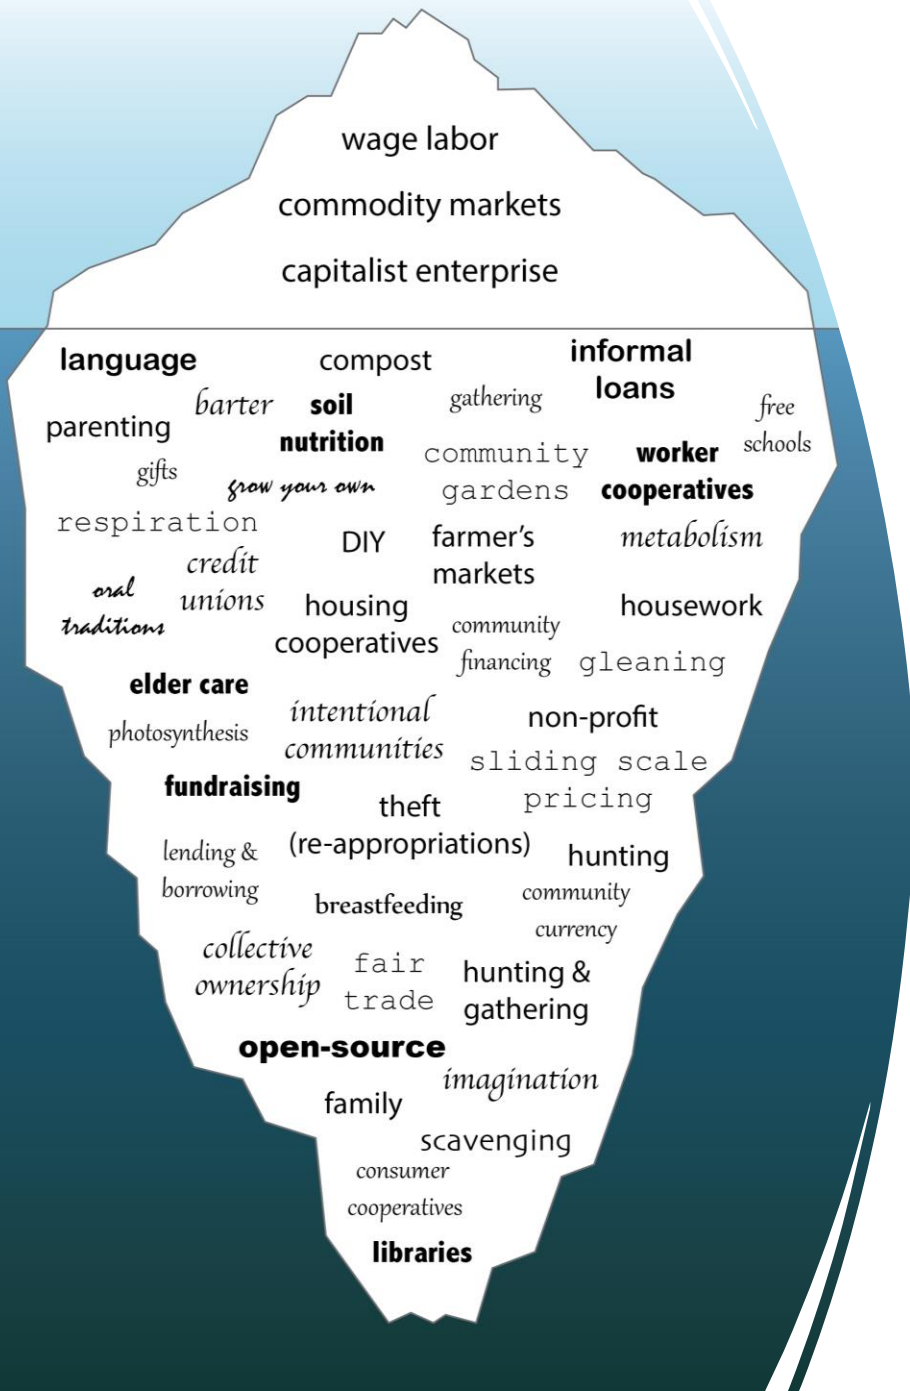 wage labor
commodity markets
capitalist enterprise
language
compost
informal
loans
barter
soil
nutrition
gathering
free
schools
parenting
gifts
grow your own
community
gardens
worker
cooperatives
respiration
DIY
farmer's
markets
metabolism
credit
unions
oral
traditions
housing
cooperatives
community
financing
housework
gleaning
elder care
photosynthesis
intentional
communities
non-profit
sliding scale
pricing
fundraising
theft
(re-appropriations)
lending &
borrowing
hunting
breastfeeding
community
currency
collective
ownership
fair
trade
hunting &
gathering
open-source
imagination
family
scavenging
consumer
cooperatives
libraries